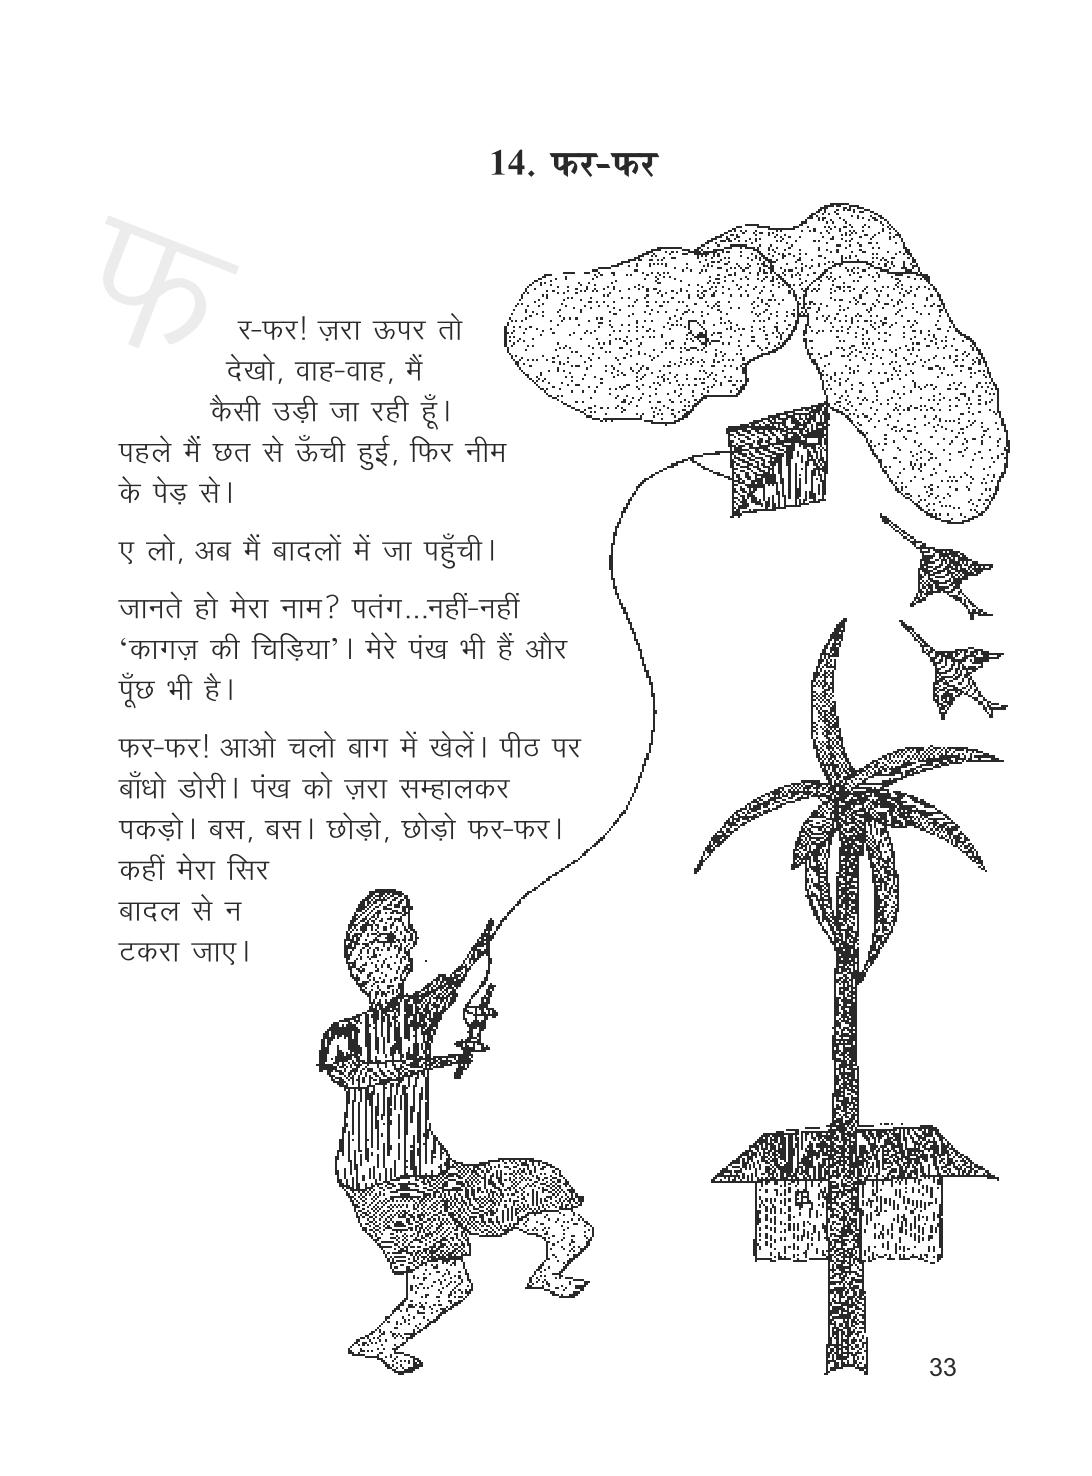 14. फर-फर
फ
र-फर! ज़रा ऊपर तो
देखो, वाह-वाह, मैं
कैसी उड़ी जा रही हूँ।
पहले मैं छत से ऊँची हुई, फिर नीम
के पेड़ से।
ए लो, अब मैं बादलों में जा पहुँची।
जानते हो मेरा नाम? पतंग...नहीं-नहीं
‘कागज़ की चिड़िया’। मेरे पंख भी हैं और
पूँछ भी है।
फर-फर! आओ चलो बाग में खेलें। पीठ पर
बाँधो डोरी। पंख को ज़रा सम्हालकर
पकड़ो। बस, बस। छोड़ो, छोड़ो फर-फर।
कहीं मेरा सिर
बादल से न
टकरा जाए।
33